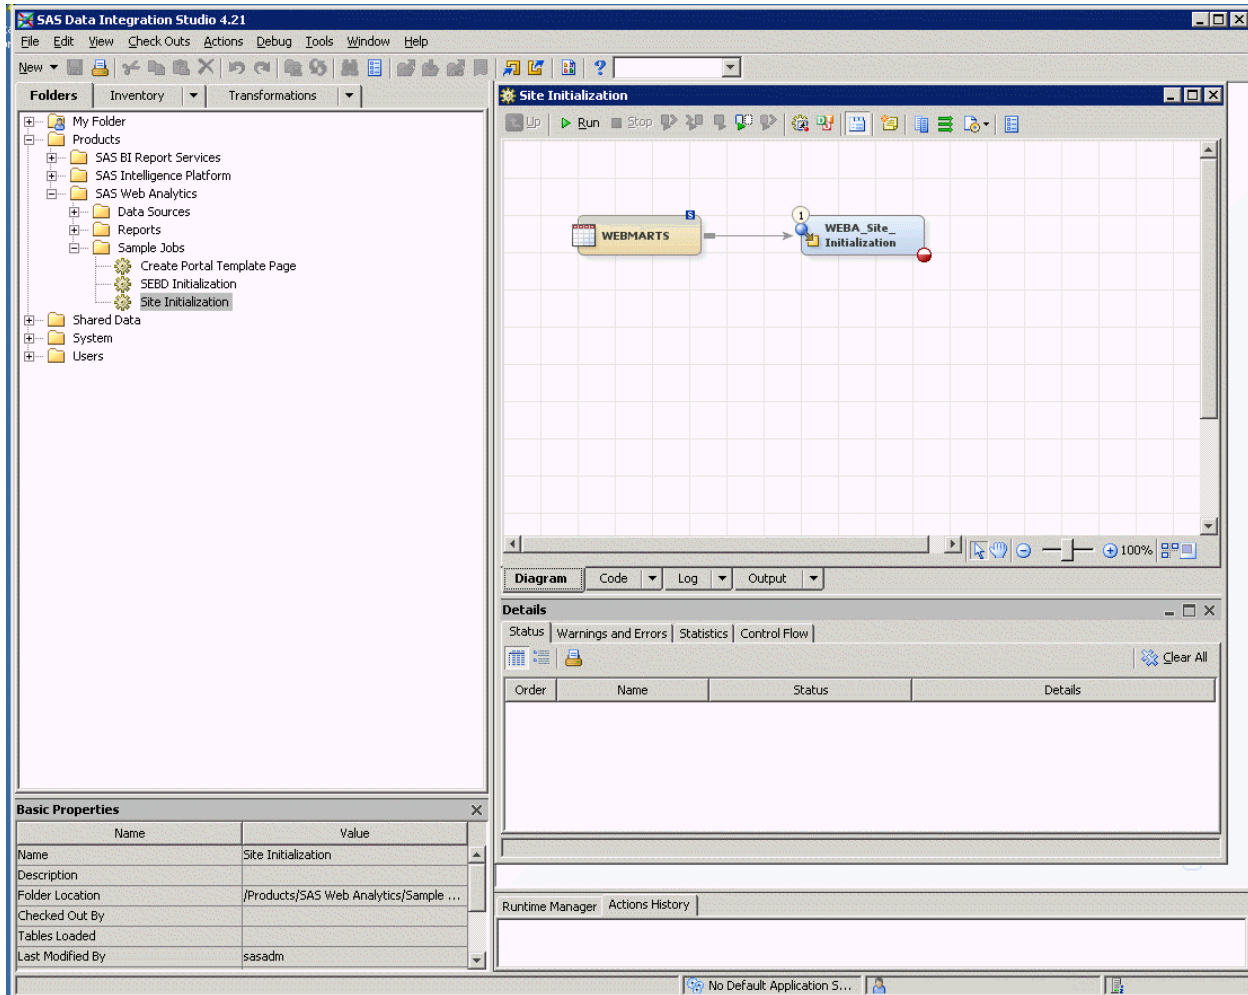 SAS Data Integration Studio 4.21
File Edit View Check Outs Actions Debug Tools Window Help
New
Folders Inventory Transformations
My Folder
Products
SAS BI Report Services
SAS Intelligence Platform
SAS Web Analytics
Data Sources
Reports
Sample Jobs
Create Portal Template Page
SEBD Initialization
Site Initialization
Shared Data
System
Users
Basic Properties
Name Value
Name Site Initialization
Description
Folder Location /Products/SAS Web Analytics/Sample ...
Checked Out By
Tables Loaded
Last Modified By sasadm
Site Initialization
Up Run Stop
S
WEBMARTS
1
WEBA_Site_
Initialization
100%
Diagram Code Log Output
Details
Status Warnings and Errors Statistics Control Flow
Clear All
Order Name Status Details
Runtime Manager Actions History
No Default Application S...